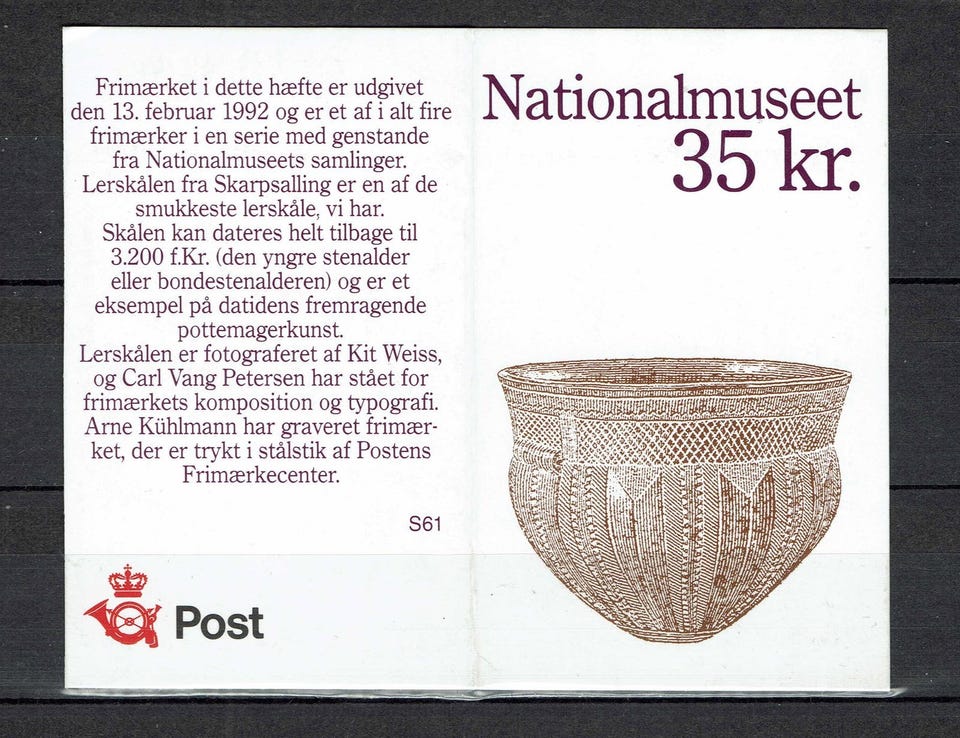 Frimærket i dette hæfte er udgivet
den 13. februar 1992 og er et af i alt fire
frimærker i en serie med genstande
fra Nationalmuseets samlinger.
Lerskålen fra Skarpsalling er en af de
smukkeste lerskåle, vi har.
Skålen kan dateres helt tilbage til
3.200 f.Kr. (den yngre stenalder
eller bondestenalderen) og er et
eksempel på datidens fremragende
pottemagerkunst.
Lerskålen er fotograferet af Kit Weiss,
og Carl Vang Petersen har stået for
frimærkets komposition og typografi.
Arne Kühlmann har graveret frimær-
ket, der er trykt i stålstik af Postens
Frimærkecenter.
S61
Post
Nationalmuseet
35 kr.